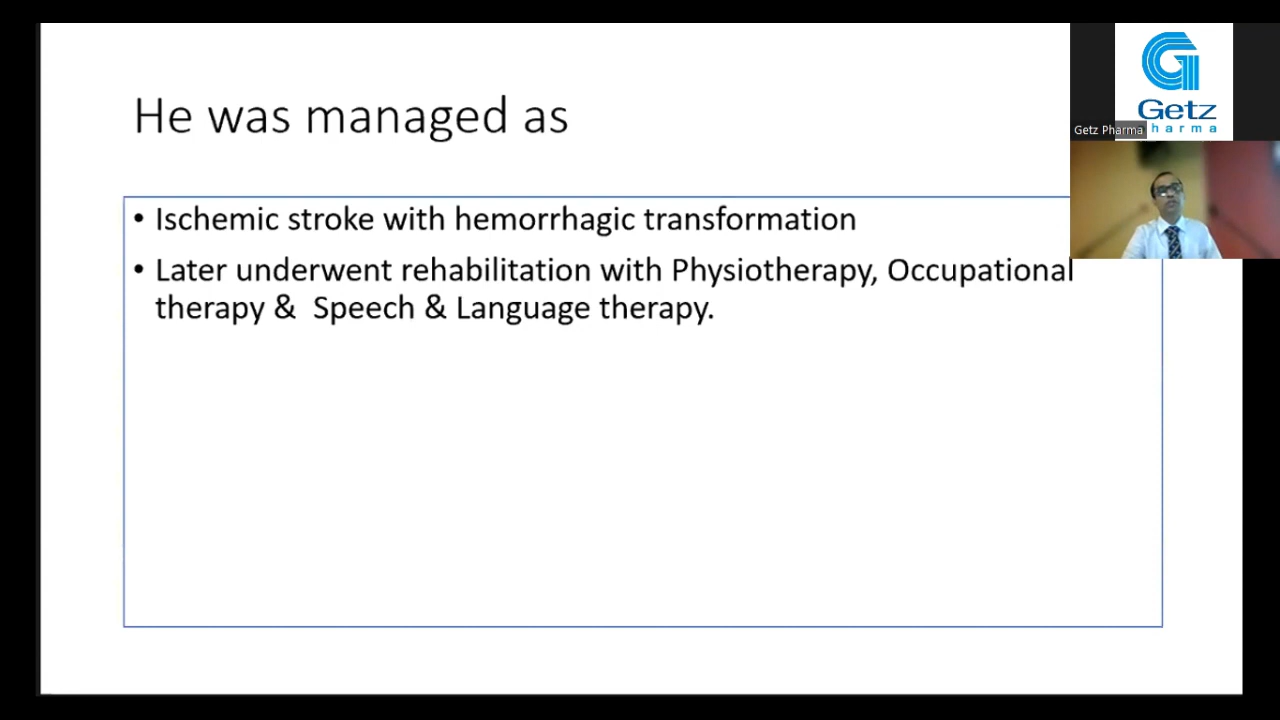 He was managed as
• Ischemic stroke with hemorrhagic transformation
• Later underwent rehabilitation with Physiotherapy, Occupational
therapy &  Speech & Language therapy.
Getz
harma
Getz Pharma